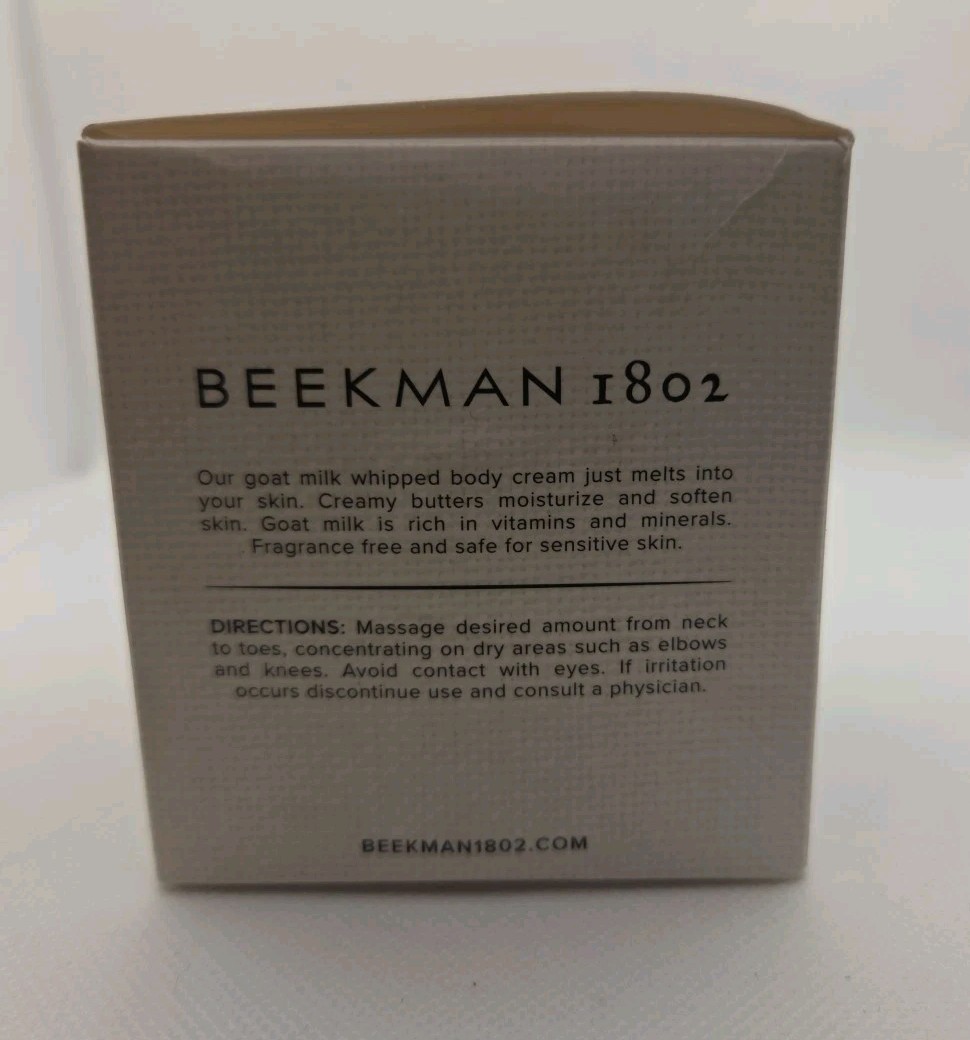 BEEKMAN 1802
Our goat milk whipped body cream just melts into
your skin. Creamy butters moisturize and soften
skin. Goat milk is rich in vitamins and minerals.
Fragrance free and safe for sensitive skin.
DIRECTIONS: Massage desired amount from neck
to toes, concentrating on dry areas such as elbows
and knees. Avoid contact with eyes. If irritation
occurs discontinue use and consult a physician.
BEEKMAN1802.COM